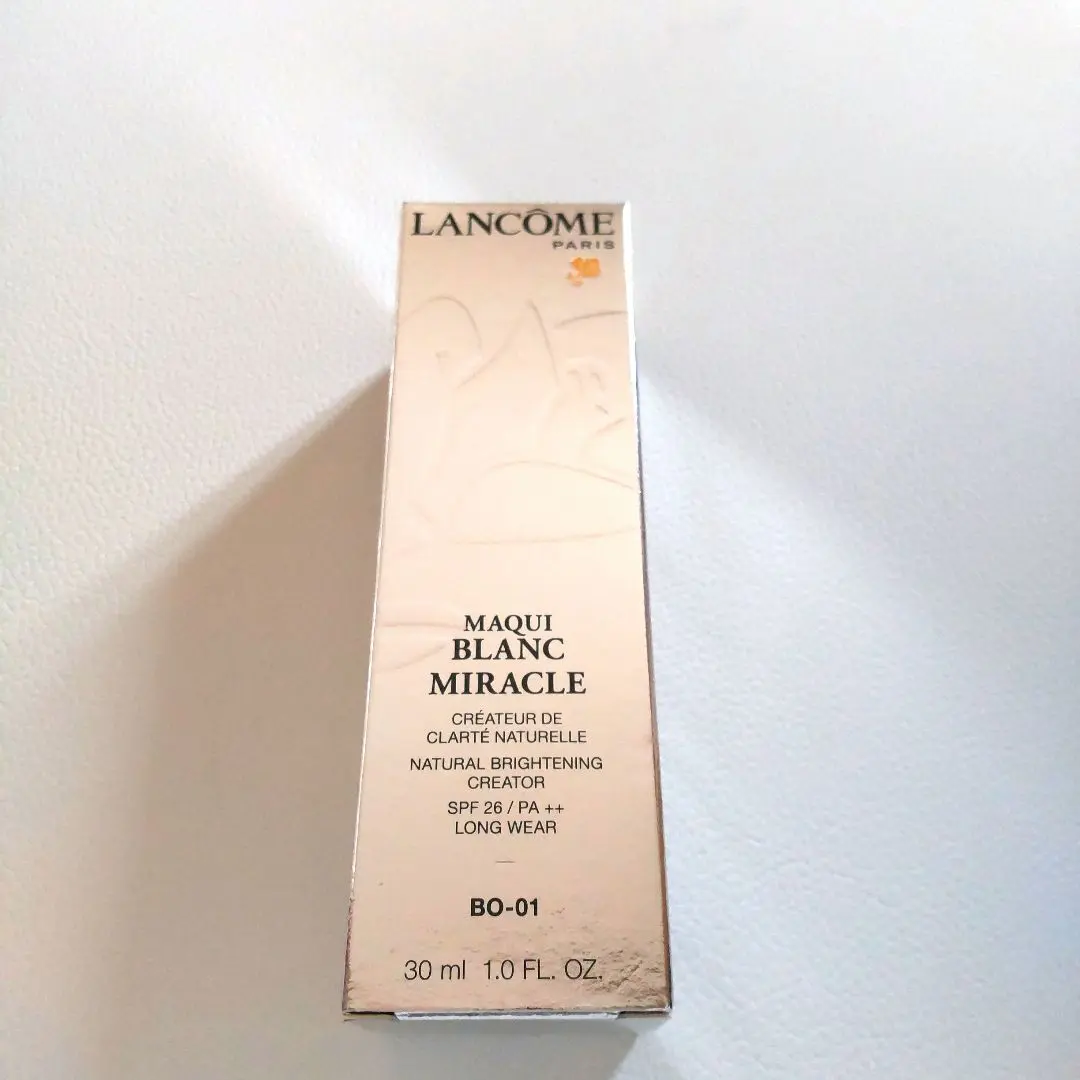 LANCÔME
PARIS
MAQUI
BLANC
MIRACLE
CRÉATEUR DE
CLARTÉ NATURELLE
NATURAL BRIGHTENING
CREATOR
SPF 26 / PA ++
LONG WEAR
BO-01
30 ml 1.0 FL. OZ.